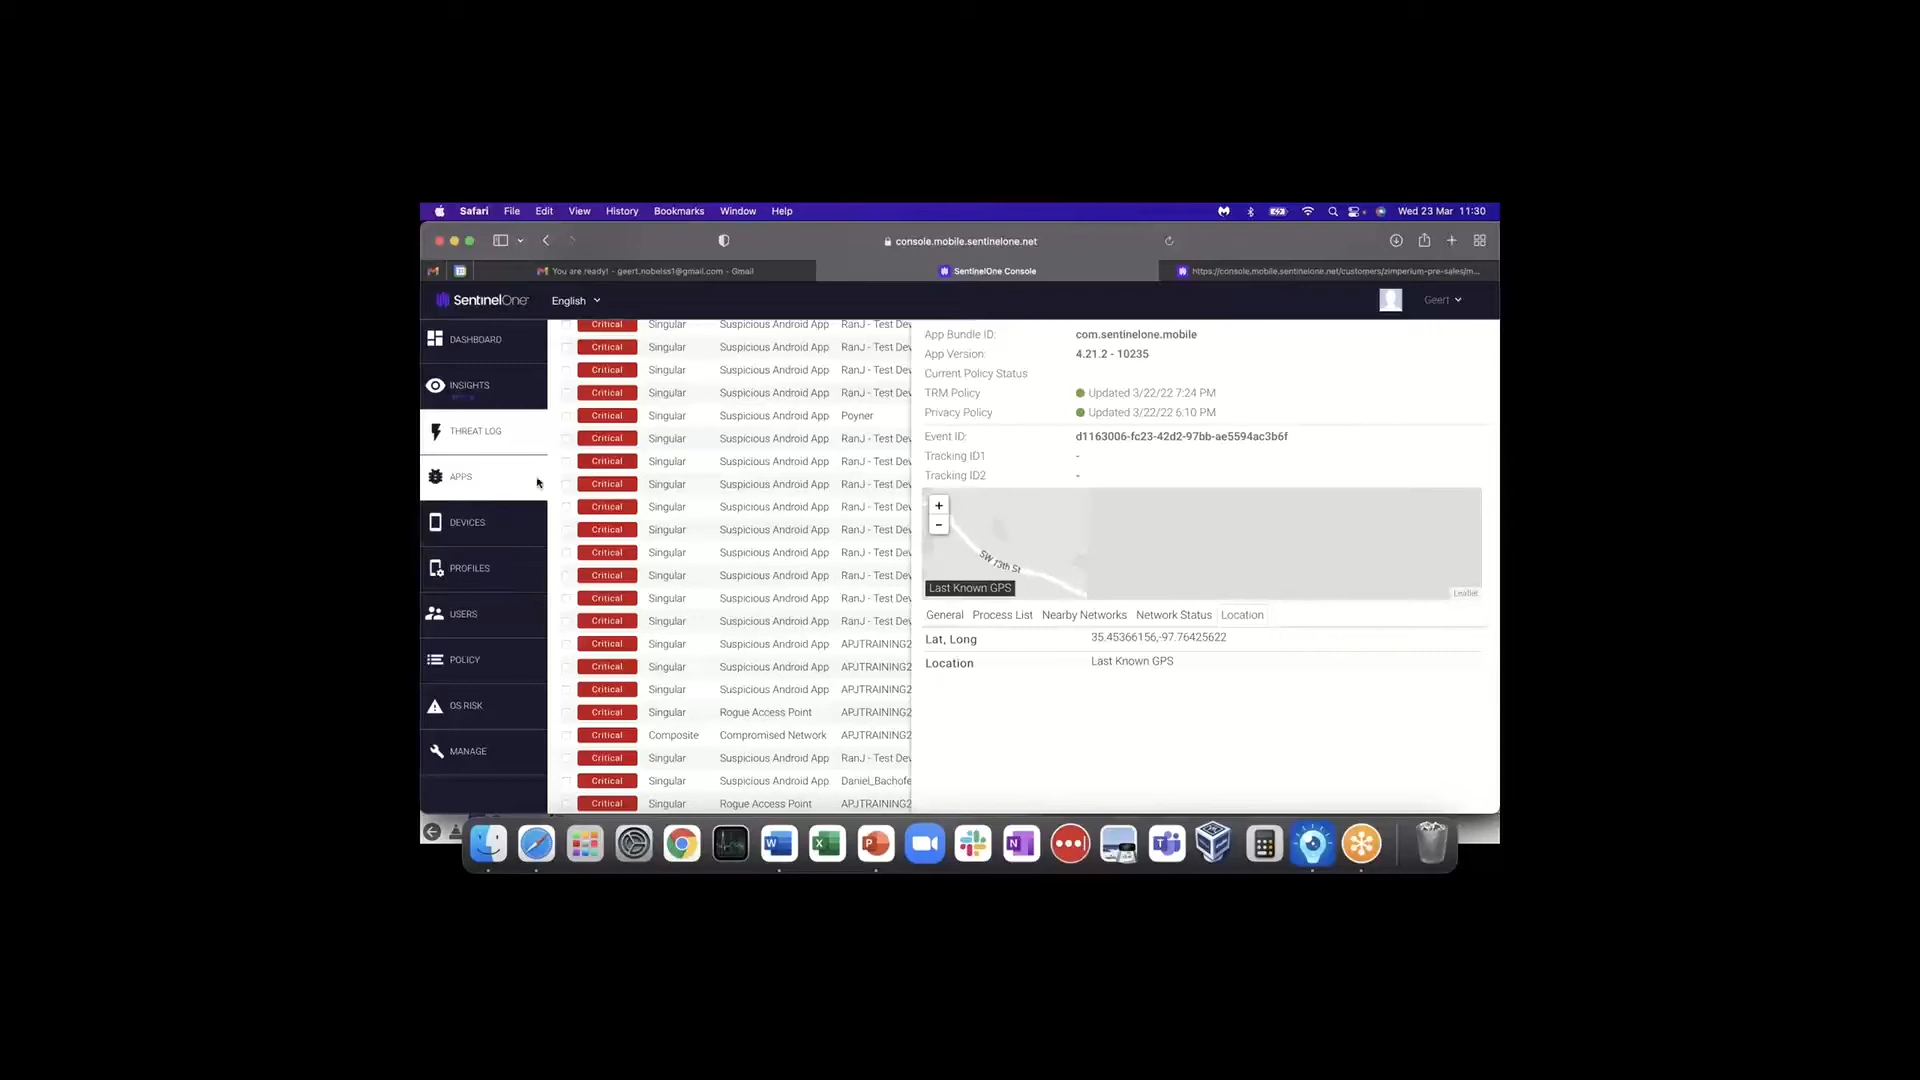 Safari File Edit View History Bookmarks Window Help Wed 23 Mar 11:30
console.mobile.sentinelone.net
You are ready! - geert.nobelss1@gmail.com - Gmail SentinelOne Console https://console.mobile.sentinelone.net/customers/zimperium-pre-sales/m...
SentinelOne English Geert
DASHBOARD
INSIGHTS
THREAT LOG
APPS
DEVICES
PROFILES
USERS
POLICY
OS RISK
MANAGE
Critical Singular Suspicious Android App RanJ - Test Dev
Critical Singular Suspicious Android App RanJ - Test Dev
Critical Singular Suspicious Android App RanJ - Test Dev
Critical Singular Suspicious Android App RanJ - Test Dev
Critical Singular Suspicious Android App Poyner
Critical Singular Suspicious Android App RanJ - Test Dev
Critical Singular Suspicious Android App RanJ - Test Dev
Critical Singular Suspicious Android App RanJ - Test Dev
Critical Singular Suspicious Android App RanJ - Test Dev
Critical Singular Suspicious Android App RanJ - Test Dev
Critical Singular Suspicious Android App RanJ - Test Dev
Critical Singular Suspicious Android App RanJ - Test Dev
Critical Singular Suspicious Android App RanJ - Test Dev
Critical Singular Suspicious Android App RanJ - Test Dev
Critical Singular Suspicious Android App APJTRAINING2
Critical Singular Suspicious Android App APJTRAINING2
Critical Singular Suspicious Android App APJTRAINING2
Critical Singular Rogue Access Point APJTRAINING2
Critical Composite Compromised Network APJTRAINING2
Critical Singular Suspicious Android App RanJ - Test Dev
Critical Singular Suspicious Android App Daniel_Bachofe
Critical Singular Rogue Access Point APJTRAINING2
App Bundle ID: com.sentinelone.mobile
App Version: 4.21.2 - 10235
Current Policy Status
TRM Policy Updated 3/22/22 7:24 PM
Privacy Policy Updated 3/22/22 6:10 PM
Event ID: d1163006-fc23-42d2-97bb-ae5594ac3b6f
Tracking ID1 -
Tracking ID2 -
+
-
SW 13th St
Last Known GPS
Leaflet
General Process List Nearby Networks Network Status Location
Lat, Long 35.45366156,-97.76425622
Location Last Known GPS